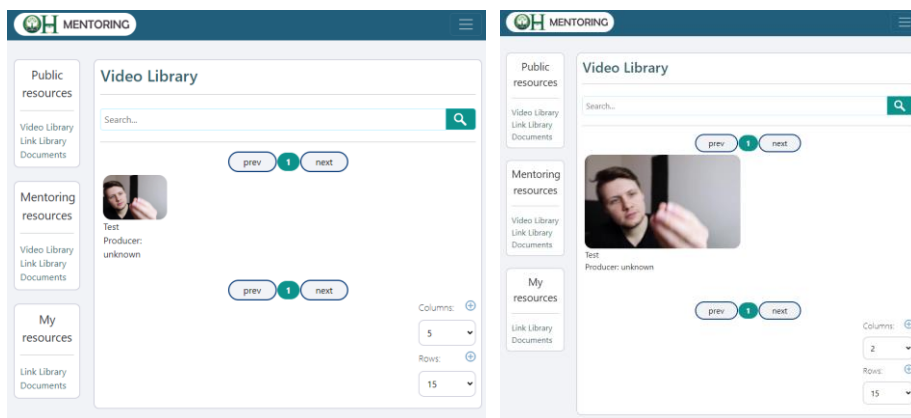 OH MENTORING
Public
resources
Video Library
Link Library
Documents
Mentoring
resources
Video Library
Link Library
Documents
My
resources
Link Library
Documents
Video Library
Search...
prev 1 next
Test
Producer:
unknown
prev 1 next
Columns:
5
Rows:
15
OH MENTORING
Public
resources
Video Library
Link Library
Documents
Mentoring
resources
Video Library
Link Library
Documents
My
resources
Link Library
Documents
Video Library
Search...
prev 1 next
Test
Producer: unknown
prev 1 next
Columns:
2
Rows:
15